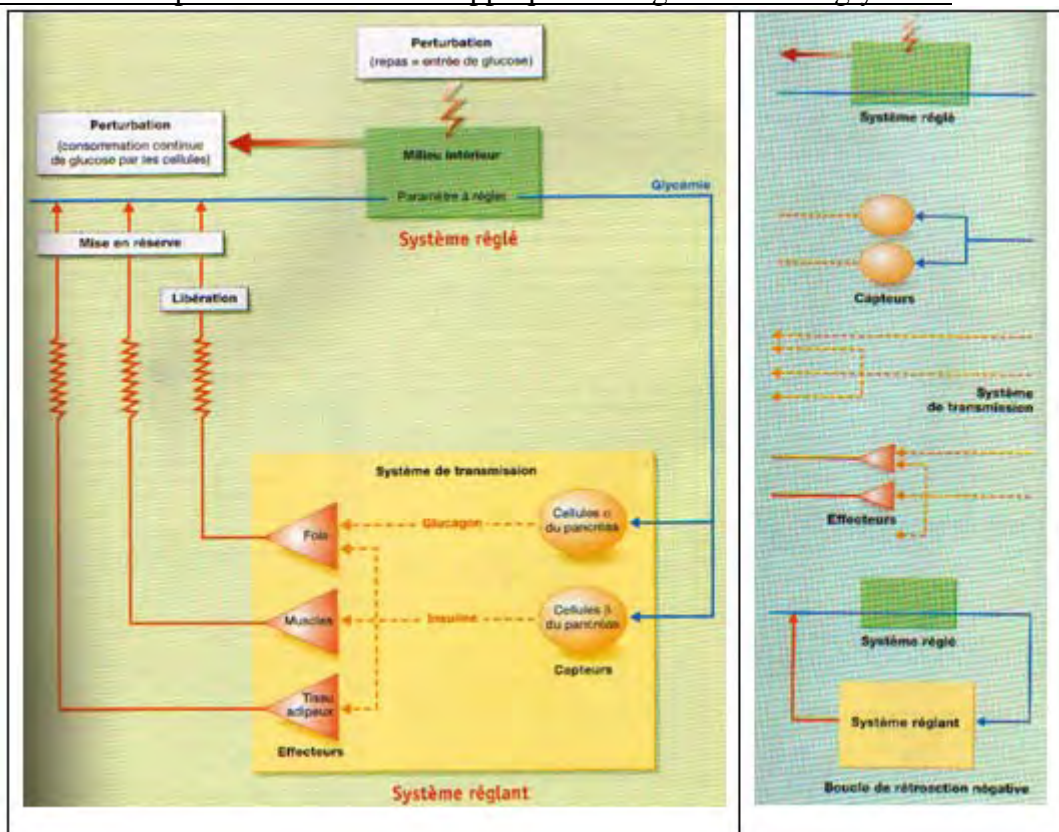 Perturbation
(repas = entrée de glucose)
Perturbation
(consommation continue
de glucose par les cellules)
Milieu intérieur
Paramètre à régler
Glycémie
Système réglé
Mise en réserve
Libération
Système de transmission
Foie
Glucagon
Cellules α
du pancréas
Muscles
Insuline
Cellules β
du pancréas
Capteurs
Tissu
adipeux
Effecteurs
Système réglant
Système réglé
Capteurs
Système
de transmission
Effecteurs
Système réglé
Système réglant
Boucle de rétroaction négative